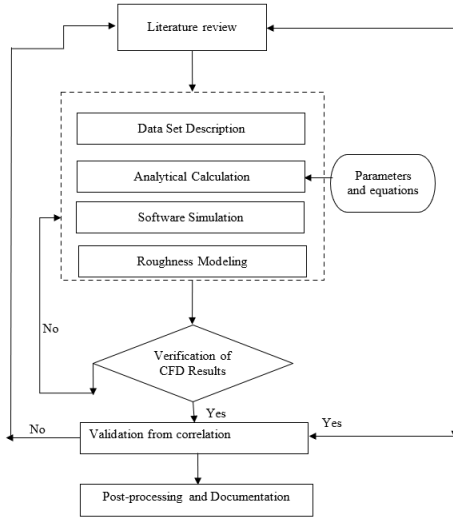 Literature review
Data Set Description
Analytical Calculation
Parameters
and equations
Software Simulation
Roughness Modeling
No
Verification of
CFD Results
Yes
No
Validation from correlation
Yes
Post-processing and Documentation